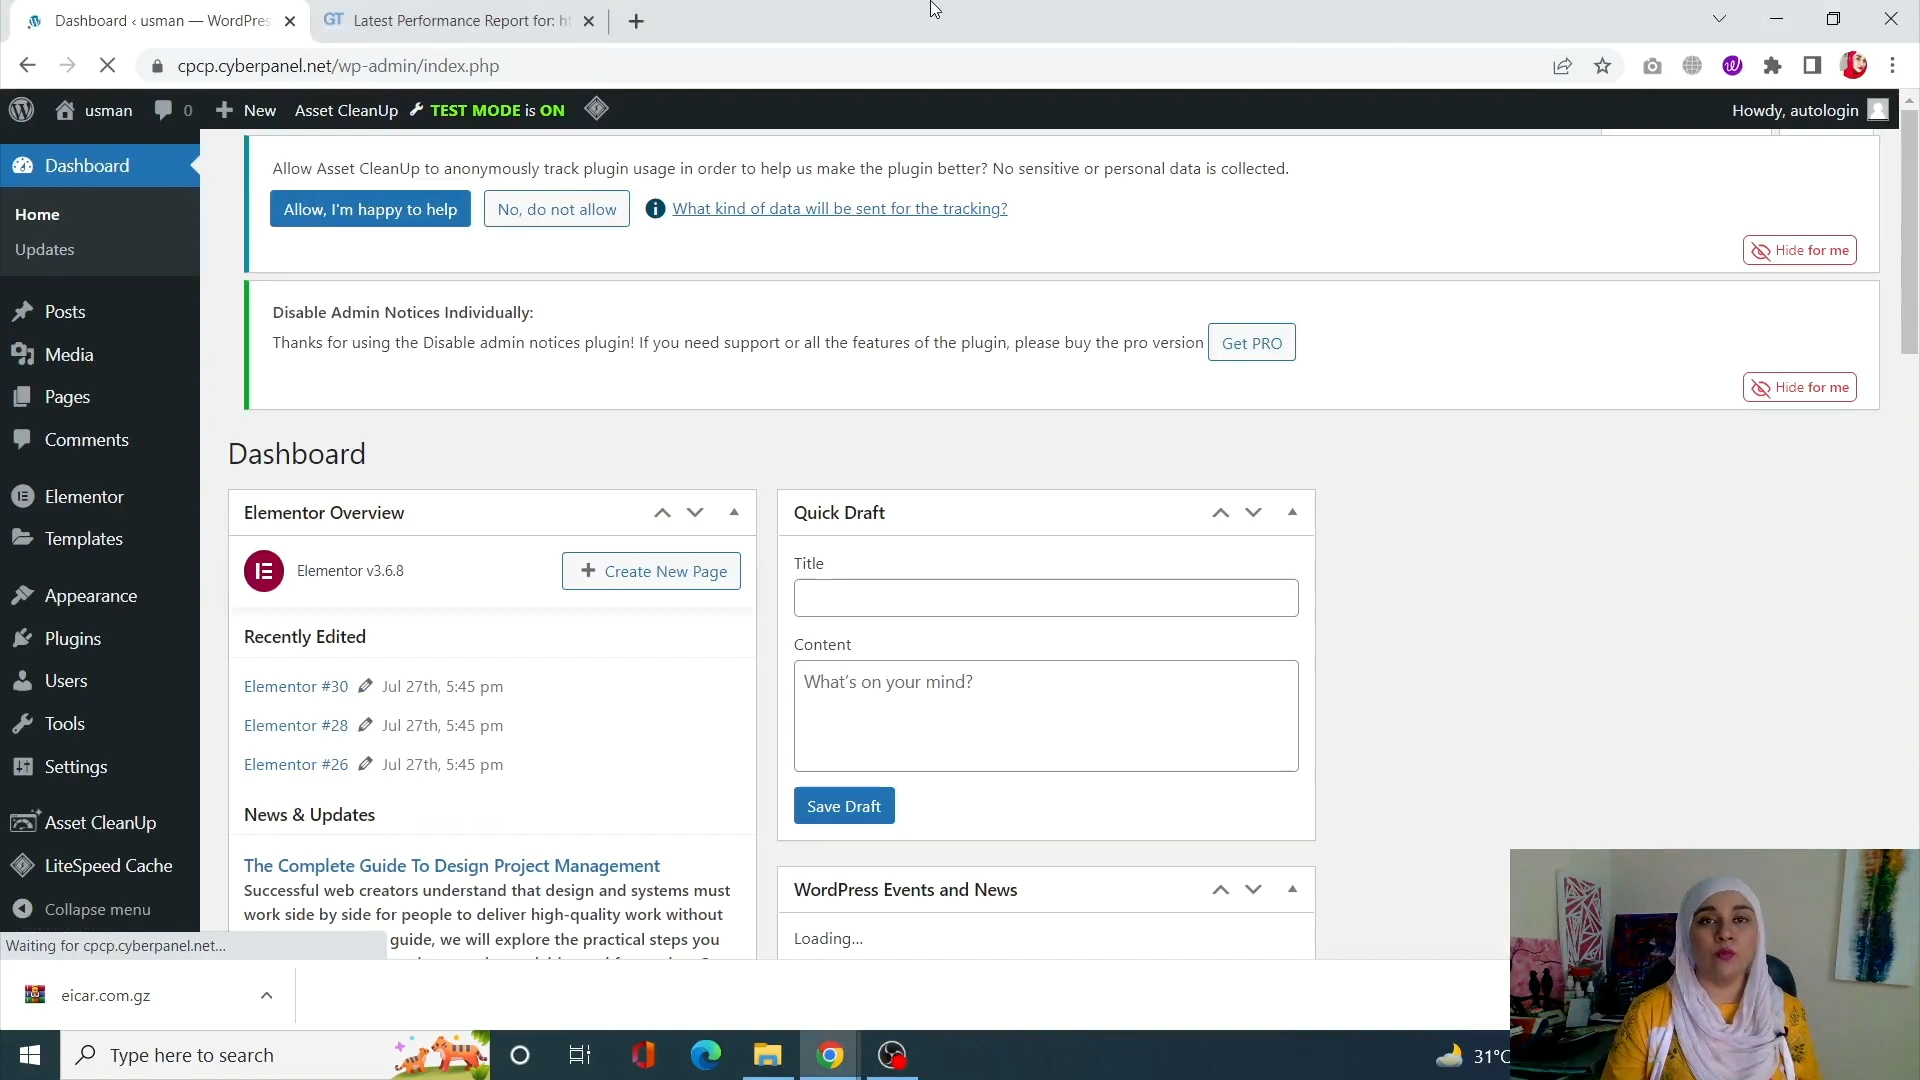 Dashboard ‹ usman — WordPres
GT Latest Performance Report for: ht
cpcp.cyberpanel.net/wp-admin/index.php
usman
0
New
Asset CleanUp
TEST MODE is ON
Howdy, autologin
Dashboard
Home
Updates
Posts
Media
Pages
Comments
Elementor
Templates
Appearance
Plugins
Users
Tools
Settings
Asset CleanUp
LiteSpeed Cache
Collapse menu
Allow Asset CleanUp to anonymously track plugin usage in order to help us make the plugin better? No sensitive or personal data is collected.
Allow, I'm happy to help
No, do not allow
What kind of data will be sent for the tracking?
Hide for me
Disable Admin Notices Individually:
Thanks for using the Disable admin notices plugin! If you need support or all the features of the plugin, please buy the pro version
Get PRO
Hide for me
Dashboard
Elementor Overview
Elementor v3.6.8
Create New Page
Recently Edited
Elementor #30 Jul 27th, 5:45 pm
Elementor #28 Jul 27th, 5:45 pm
Elementor #26 Jul 27th, 5:45 pm
News & Updates
The Complete Guide To Design Project Management
Successful web creators understand that design and systems must
work side by side for people to deliver high-quality work without
guide, we will explore the practical steps you
Quick Draft
Title
Content
What's on your mind?
Save Draft
WordPress Events and News
Loading...
Waiting for cpcp.cyberpanel.net...
eicar.com.gz
Type here to search
31°C